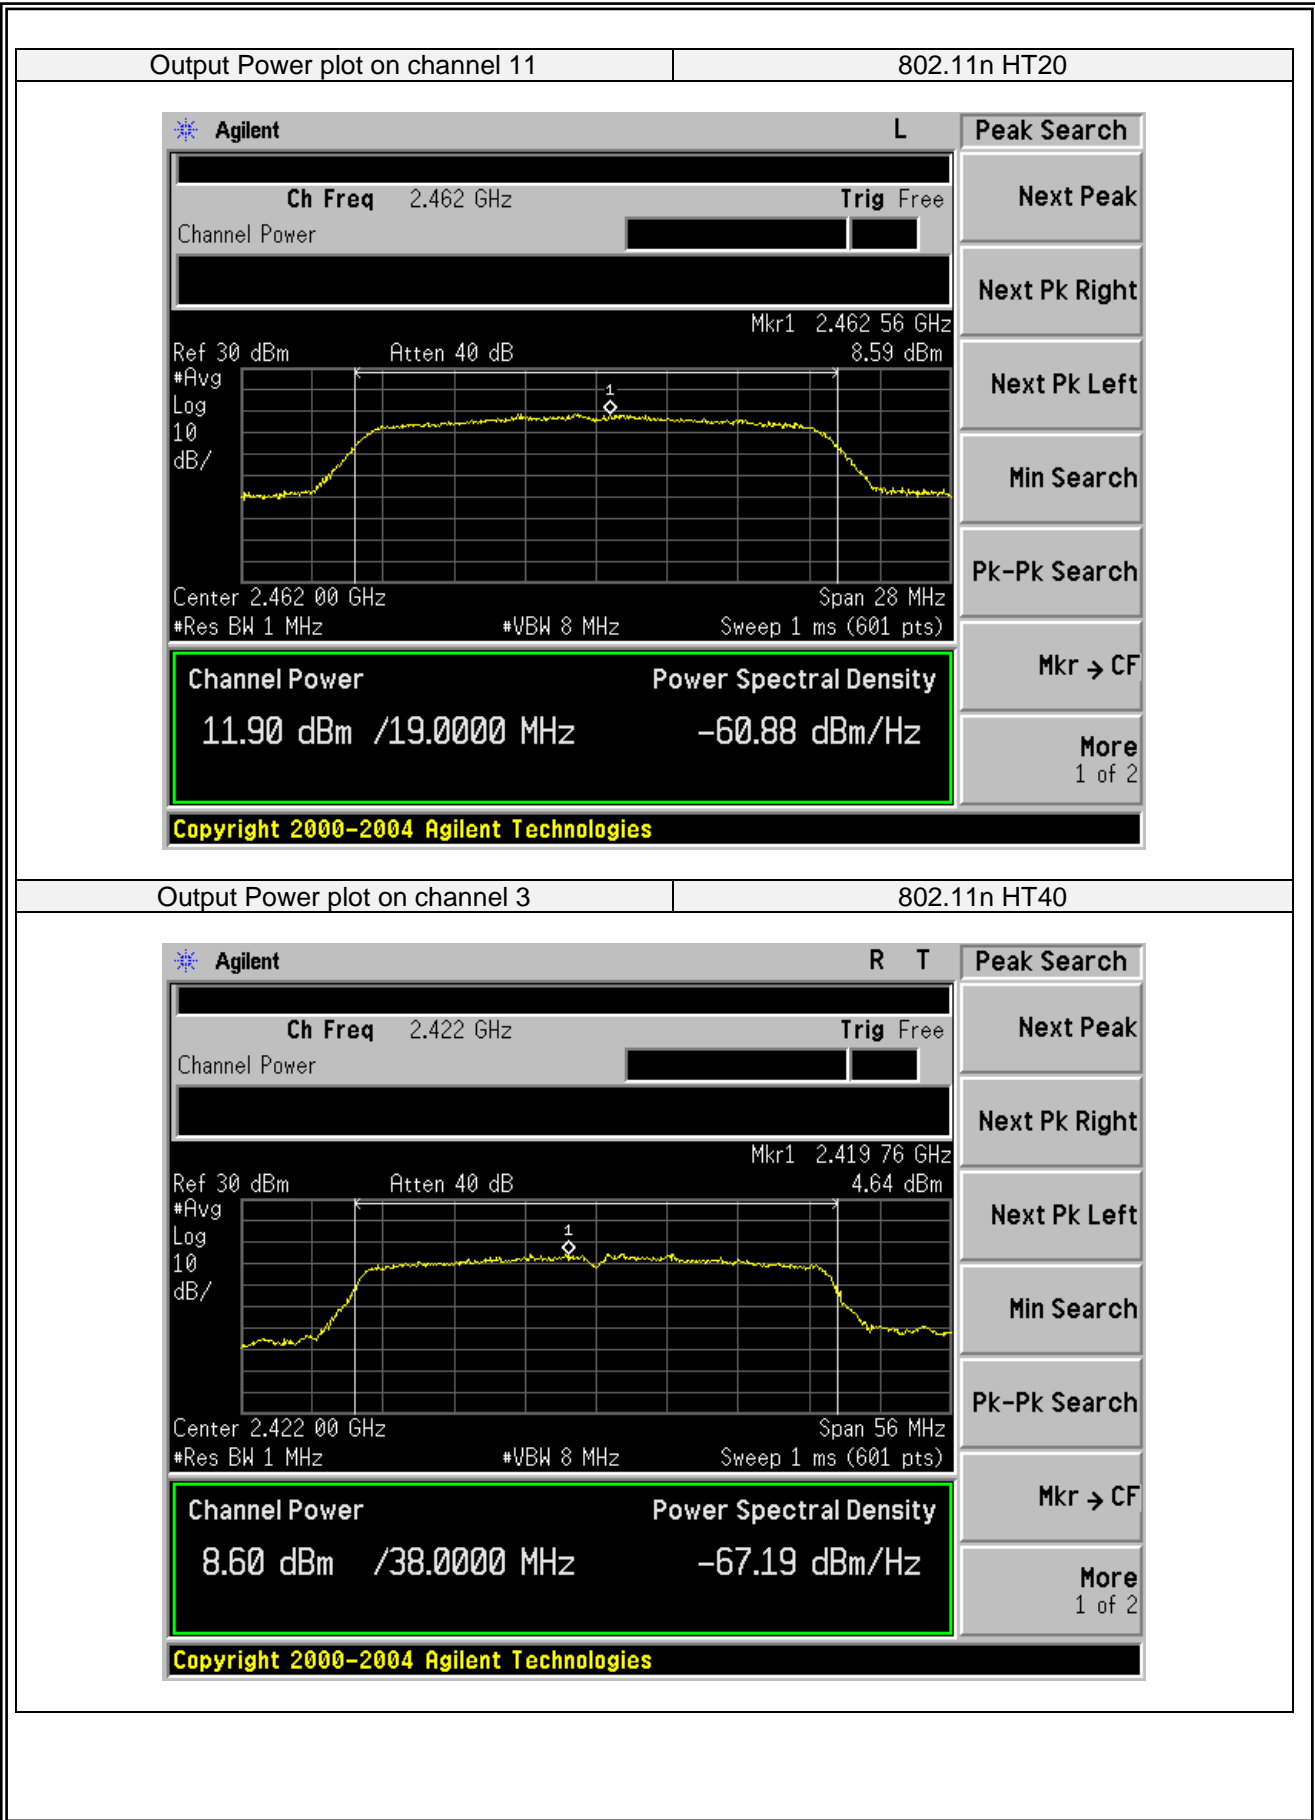 Output Power plot on channel 11 802.11n HT20
Agilent L Peak Search
Ch Freq 2.462 GHz Trig Free
Channel Power
Next Peak
Next Pk Right
Mkr1 2.462 56 GHz
Ref 30 dBm Atten 40 dB 8.59 dBm
#Avg
Log
10
dB/
1
Next Pk Left
Min Search
Pk-Pk Search
Center 2.462 00 GHz Span 28 MHz
#Res BW 1 MHz #VBW 8 MHz Sweep 1 ms (601 pts)
Channel Power Power Spectral Density
11.90 dBm /19.0000 MHz -60.88 dBm/Hz
Mkr → CF
More
1 of 2
Copyright 2000-2004 Agilent Technologies
Output Power plot on channel 3 802.11n HT40
Agilent R T Peak Search
Ch Freq 2.422 GHz Trig Free
Channel Power
Next Peak
Next Pk Right
Mkr1 2.419 76 GHz
Ref 30 dBm Atten 40 dB 4.64 dBm
#Avg
Log
10
dB/
1
Next Pk Left
Min Search
Pk-Pk Search
Center 2.422 00 GHz Span 56 MHz
#Res BW 1 MHz #VBW 8 MHz Sweep 1 ms (601 pts)
Channel Power Power Spectral Density
8.60 dBm /38.0000 MHz -67.19 dBm/Hz
Mkr → CF
More
1 of 2
Copyright 2000-2004 Agilent Technologies